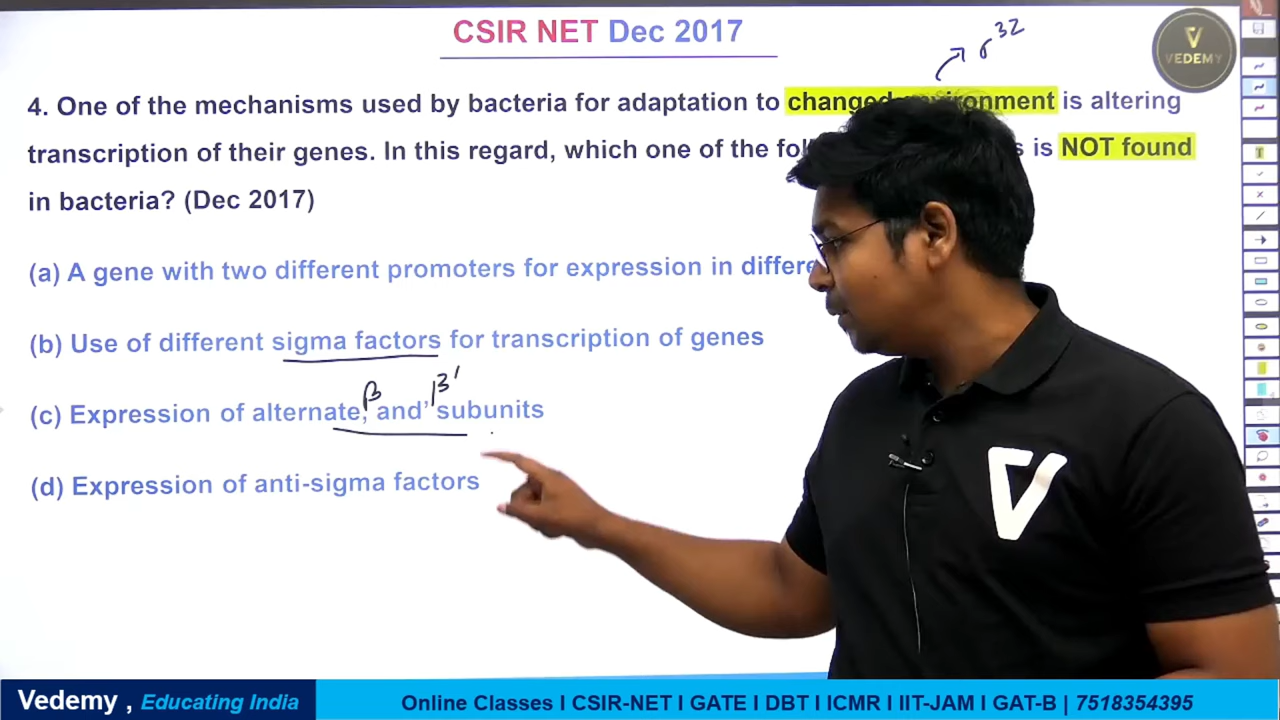 CSIR NET Dec 2017
σ32
VEDEMY
4. One of the mechanisms used by bacteria for adaptation to changed environment is altering
transcription of their genes. In this regard, which one of the is NOT found
in bacteria? (Dec 2017)
(a) A gene with two different promoters for expression in
(b) Use of different sigma factors for transcription of genes
β β'
(c) Expression of alternate, and' subunits
(d) Expression of anti-sigma factors
Vedemy , Educating India
Online Classes I CSIR-NET I GATE I DBT I ICMR I IIT-JAM I GAT-B | 7518354395